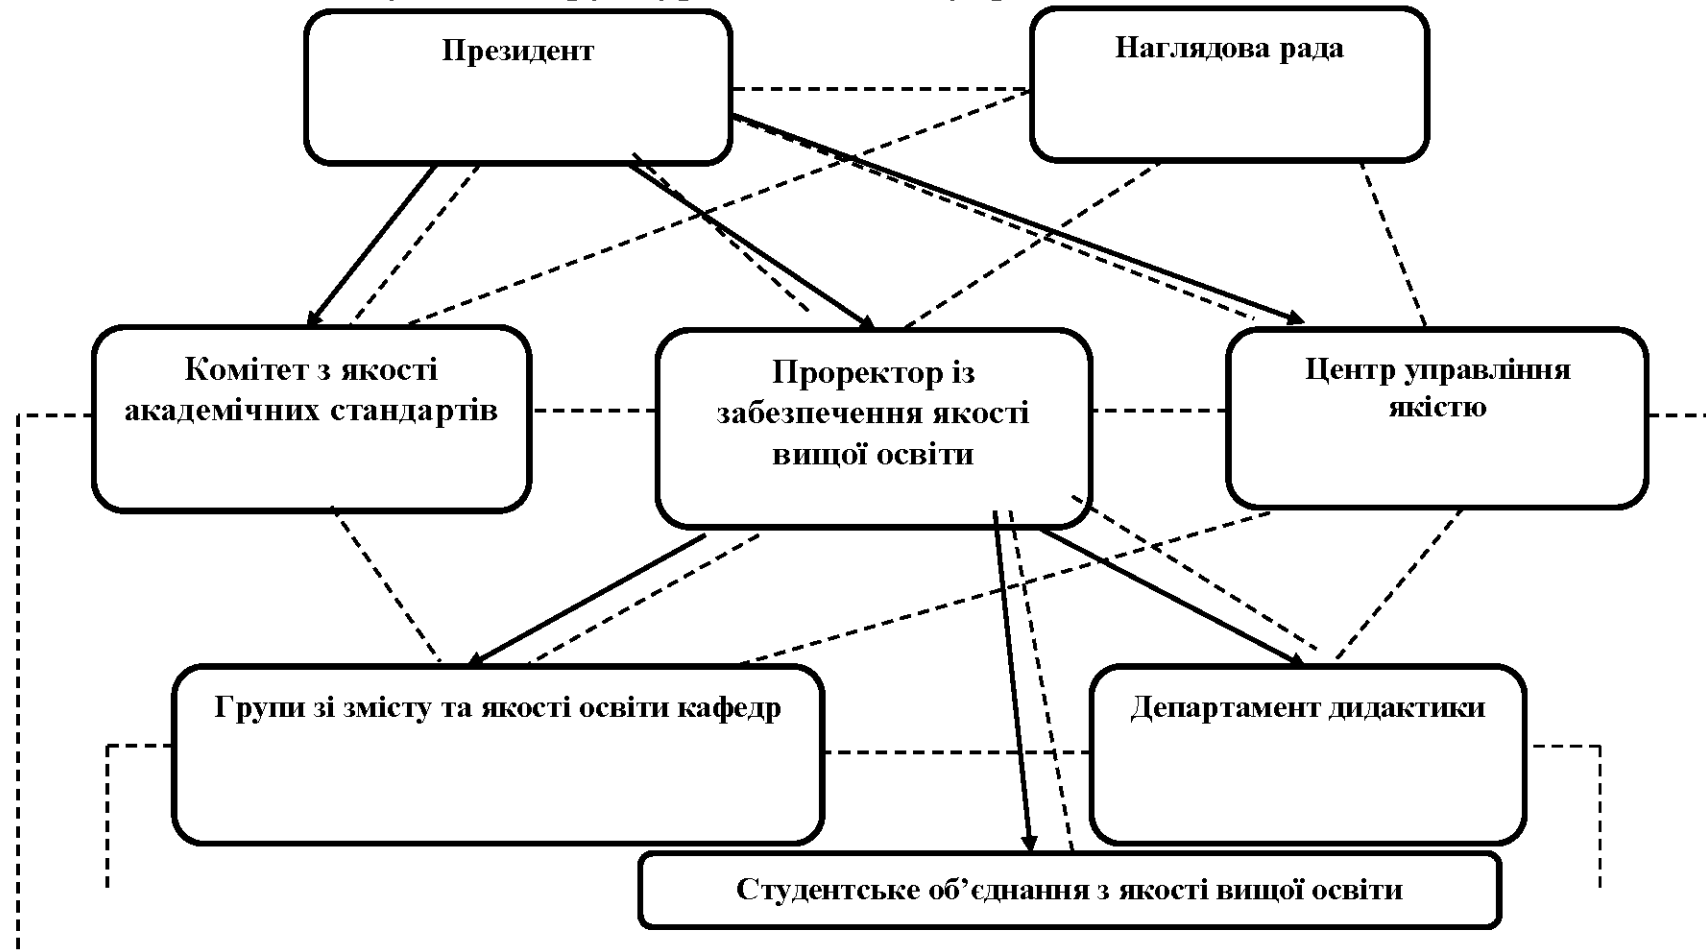 Президент
Наглядова рада
Комітет з якості
академічних стандартів
Проректор із
забезпечення якості
вищої освіти
Центр управління
якістю
Групи зі змісту та якості освіти кафедр
Департамент дидактики
Студентське об’єднання з якості вищої освіти